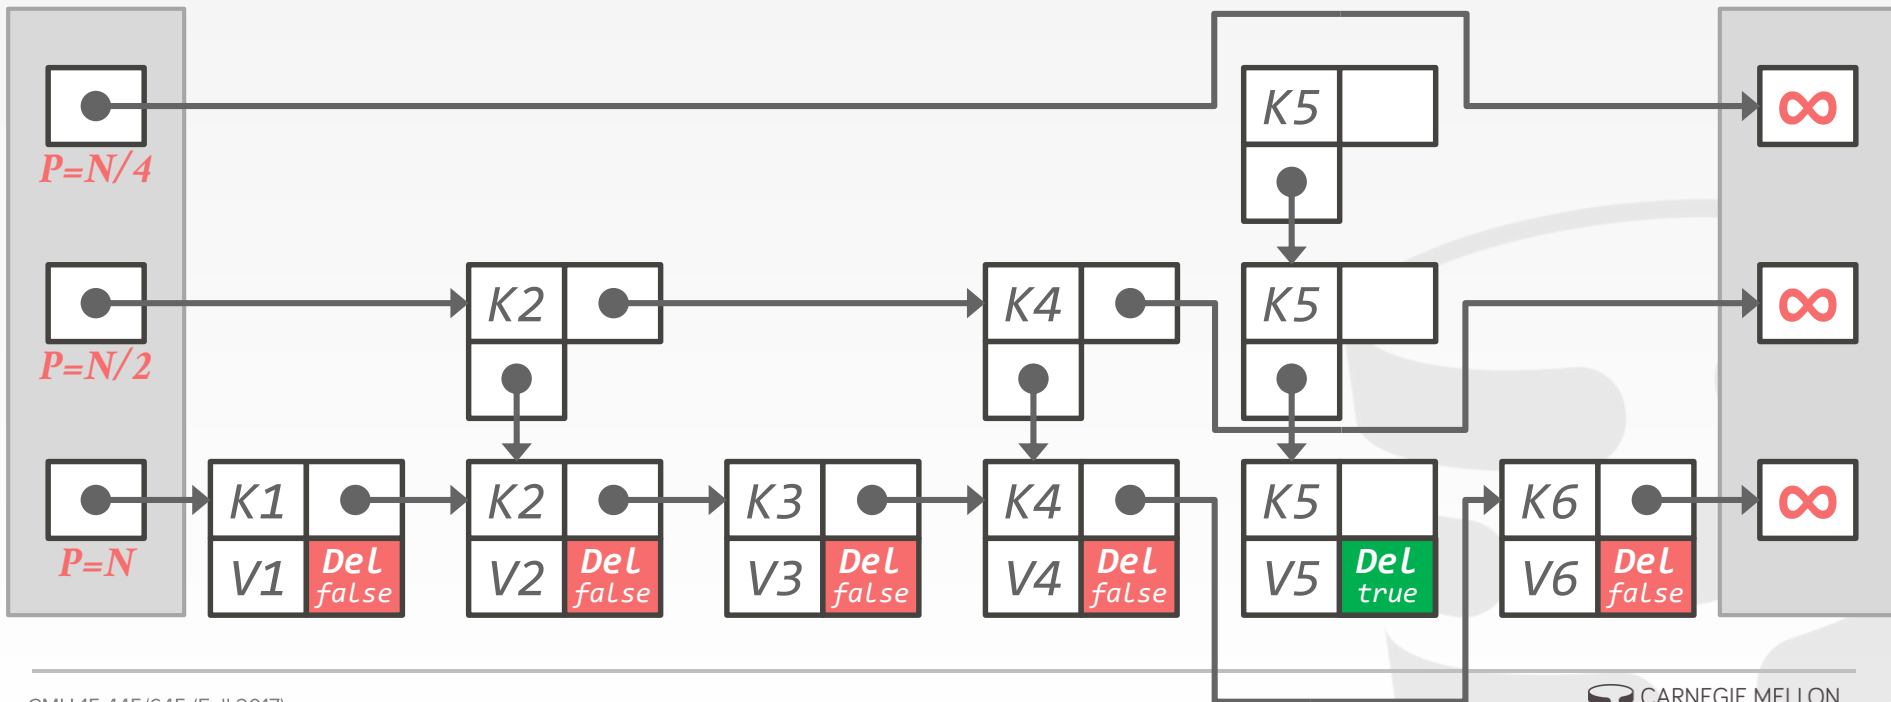 K5 ∞
P=N/4
K2 K4 K5 ∞
P=N/2
K1 K2 K3 K4 K5 K6 ∞
P=N
V1 Del false V2 Del false V3 Del false V4 Del false V5 Del true V6 Del false
CARNEGIE MELLON